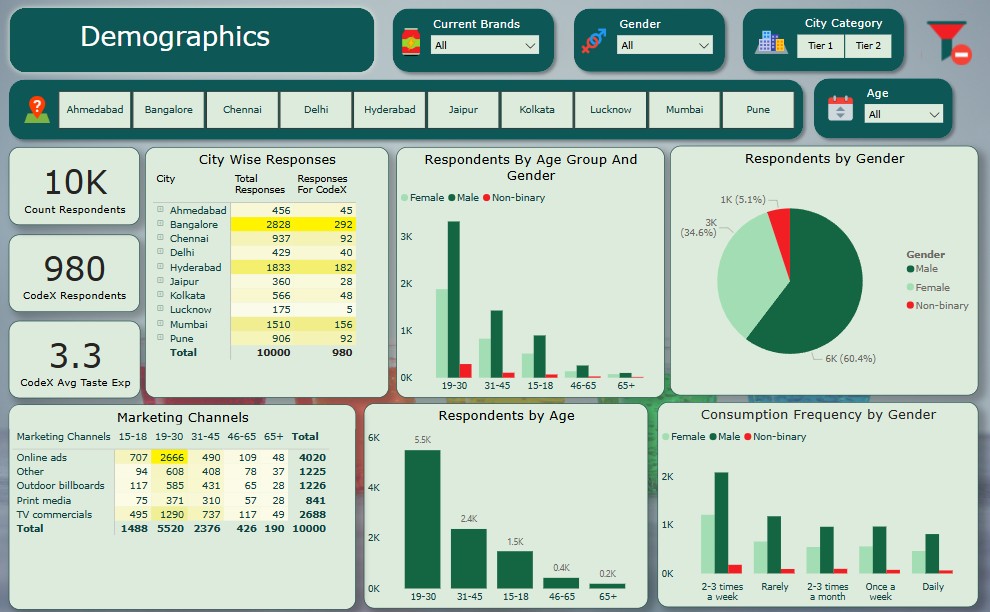 Demographics
Current Brands
All
Gender
All
City Category
Tier 1 Tier 2
Ahmedabad Bangalore Chennai Delhi Hyderabad Jaipur Kolkata Lucknow Mumbai Pune
Age
All
10K
Count Respondents
980
CodeX Respondents
3.3
CodeX Avg Taste Exp
City Wise Responses
City Total Responses Responses For CodeX
Ahmedabad 456 45
Bangalore 2828 292
Chennai 937 92
Delhi 429 40
Hyderabad 1833 182
Jaipur 360 28
Kolkata 566 48
Lucknow 175 5
Mumbai 1510 156
Pune 906 92
Total 10000 980
Respondents By Age Group And
Gender
Female Male Non-binary
3K
2K
1K
0K
19-30 31-45 15-18 46-65 65+
Respondents by Gender
1K (5.1%)
3K
(34.6%)
6K (60.4%)
Gender
Male
Female
Non-binary
Marketing Channels
Marketing Channels 15-18 19-30 31-45 46-65 65+ Total
Online ads 707 2666 490 109 48 4020
Other 94 608 408 78 37 1225
Outdoor billboards 117 585 431 65 28 1226
Print media 75 371 310 57 28 841
TV commercials 495 1290 737 117 49 2688
Total 1488 5520 2376 426 190 10000
Respondents by Age
6K
4K
2K
0K
5.5K
2.4K
1.5K
0.4K
0.2K
19-30 31-45 15-18 46-65 65+
Consumption Frequency by Gender
Female Male Non-binary
2K
1K
0K
2-3 times
a week
Rarely
2-3 times
a month
Once a
week
Daily